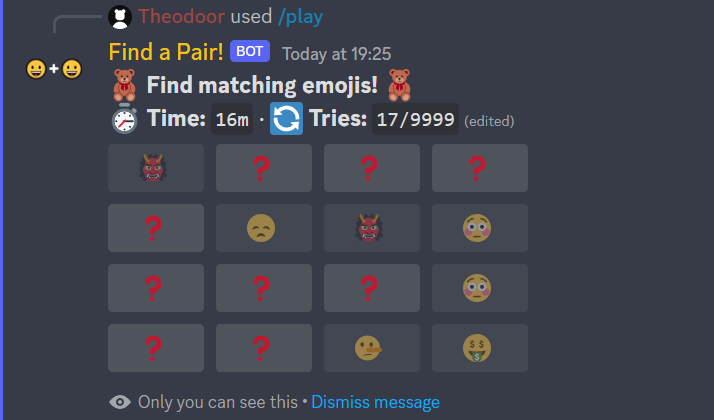 Theodoor used /play
Find a Pair! BOT Today at 19:25
Find matching emojis!
Time: 16m · Tries: 17/9999 (edited)
Only you can see this • Dismiss message